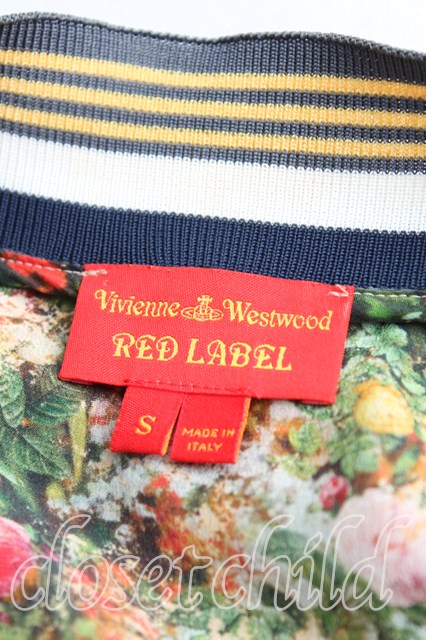 Vivienne Westwood
RED LABEL
S
MADE IN
ITALY
closetchild